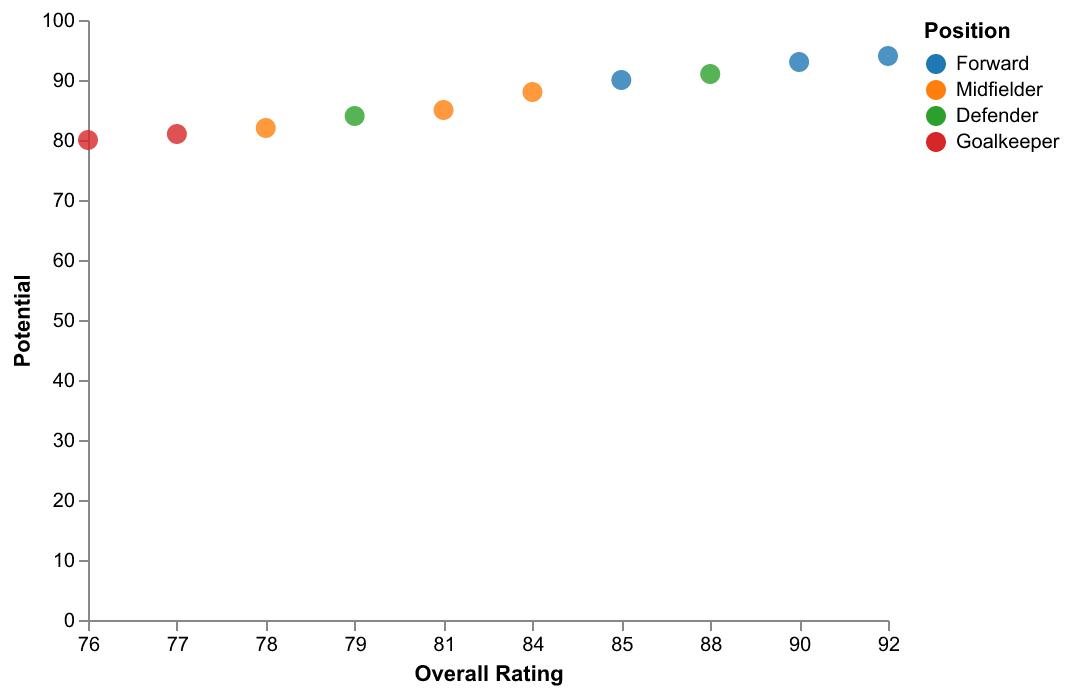 Position
Forward
Midfielder
Defender
Goalkeeper
100
90
80
70
60
50
40
30
20
10
0
Potential
76 77 78 79 81 84 85 88 90 92
Overall Rating